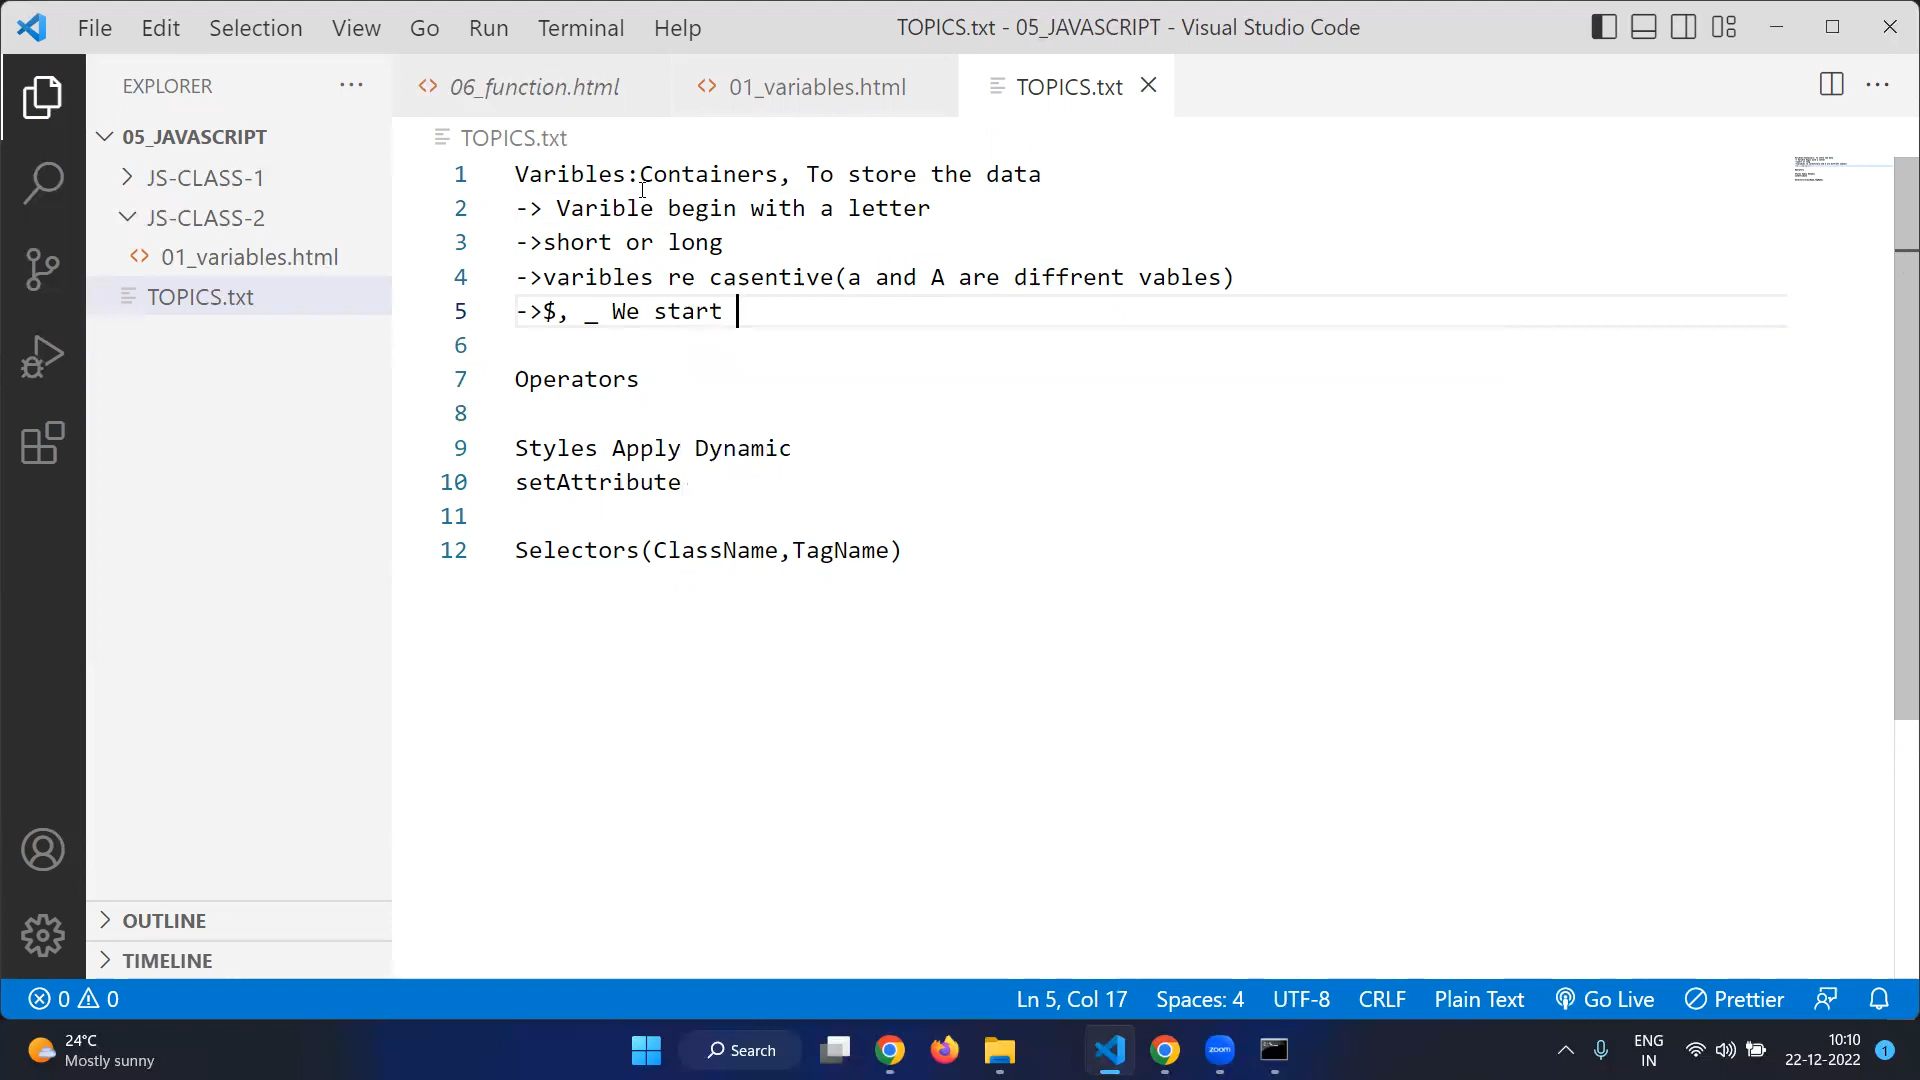 File Edit Selection View Go Run Terminal Help
TOPICS.txt - 05_JAVASCRIPT - Visual Studio Code
EXPLORER
06_function.html
01_variables.html
TOPICS.txt
05_JAVASCRIPT
JS-CLASS-1
JS-CLASS-2
01_variables.html
TOPICS.txt
OUTLINE
TIMELINE
TOPICS.txt
1 Varibles:Containers, To store the data
2 -> Varible begin with a letter
3 ->short or long
4 ->varibles re casentive(a and A are diffrent vables)
5 ->$, _ We start
6
7 Operators
8
9 Styles Apply Dynamic
10 setAttribute
11
12 Selectors(ClassName,TagName)
0 0
Ln 5, Col 17 Spaces: 4 UTF-8 CRLF Plain Text Go Live Prettier
24°C
Mostly sunny
Search
zoom
ENG
IN
10:10
22-12-2022
1